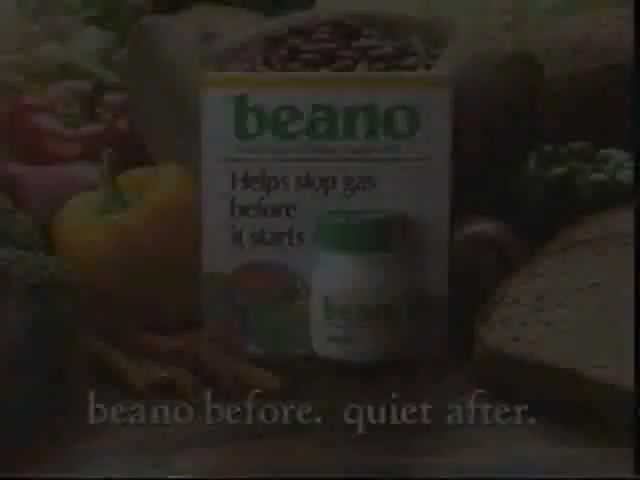 beano
Helps stop gas
before
it starts
beano
beano before. quiet after.